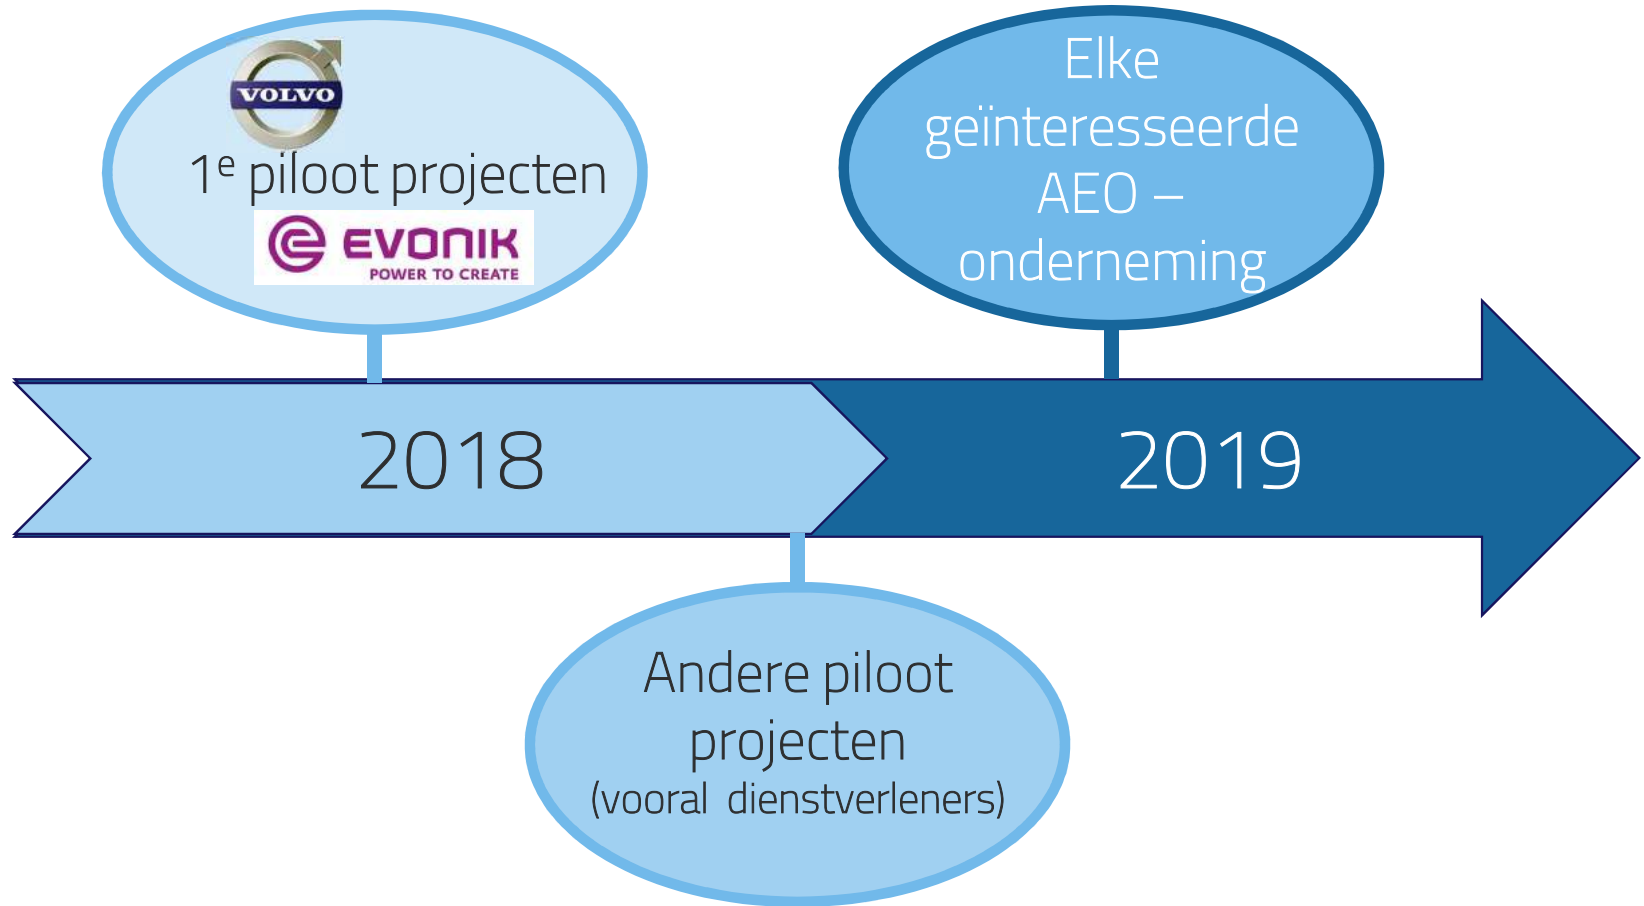 VOLVO
1e piloot projecten
EVONIK
POWER TO CREATE
Elke
geïnteresseerde
AEO –
onderneming
2018
2019
Andere piloot
projecten
(vooral dienstverleners)